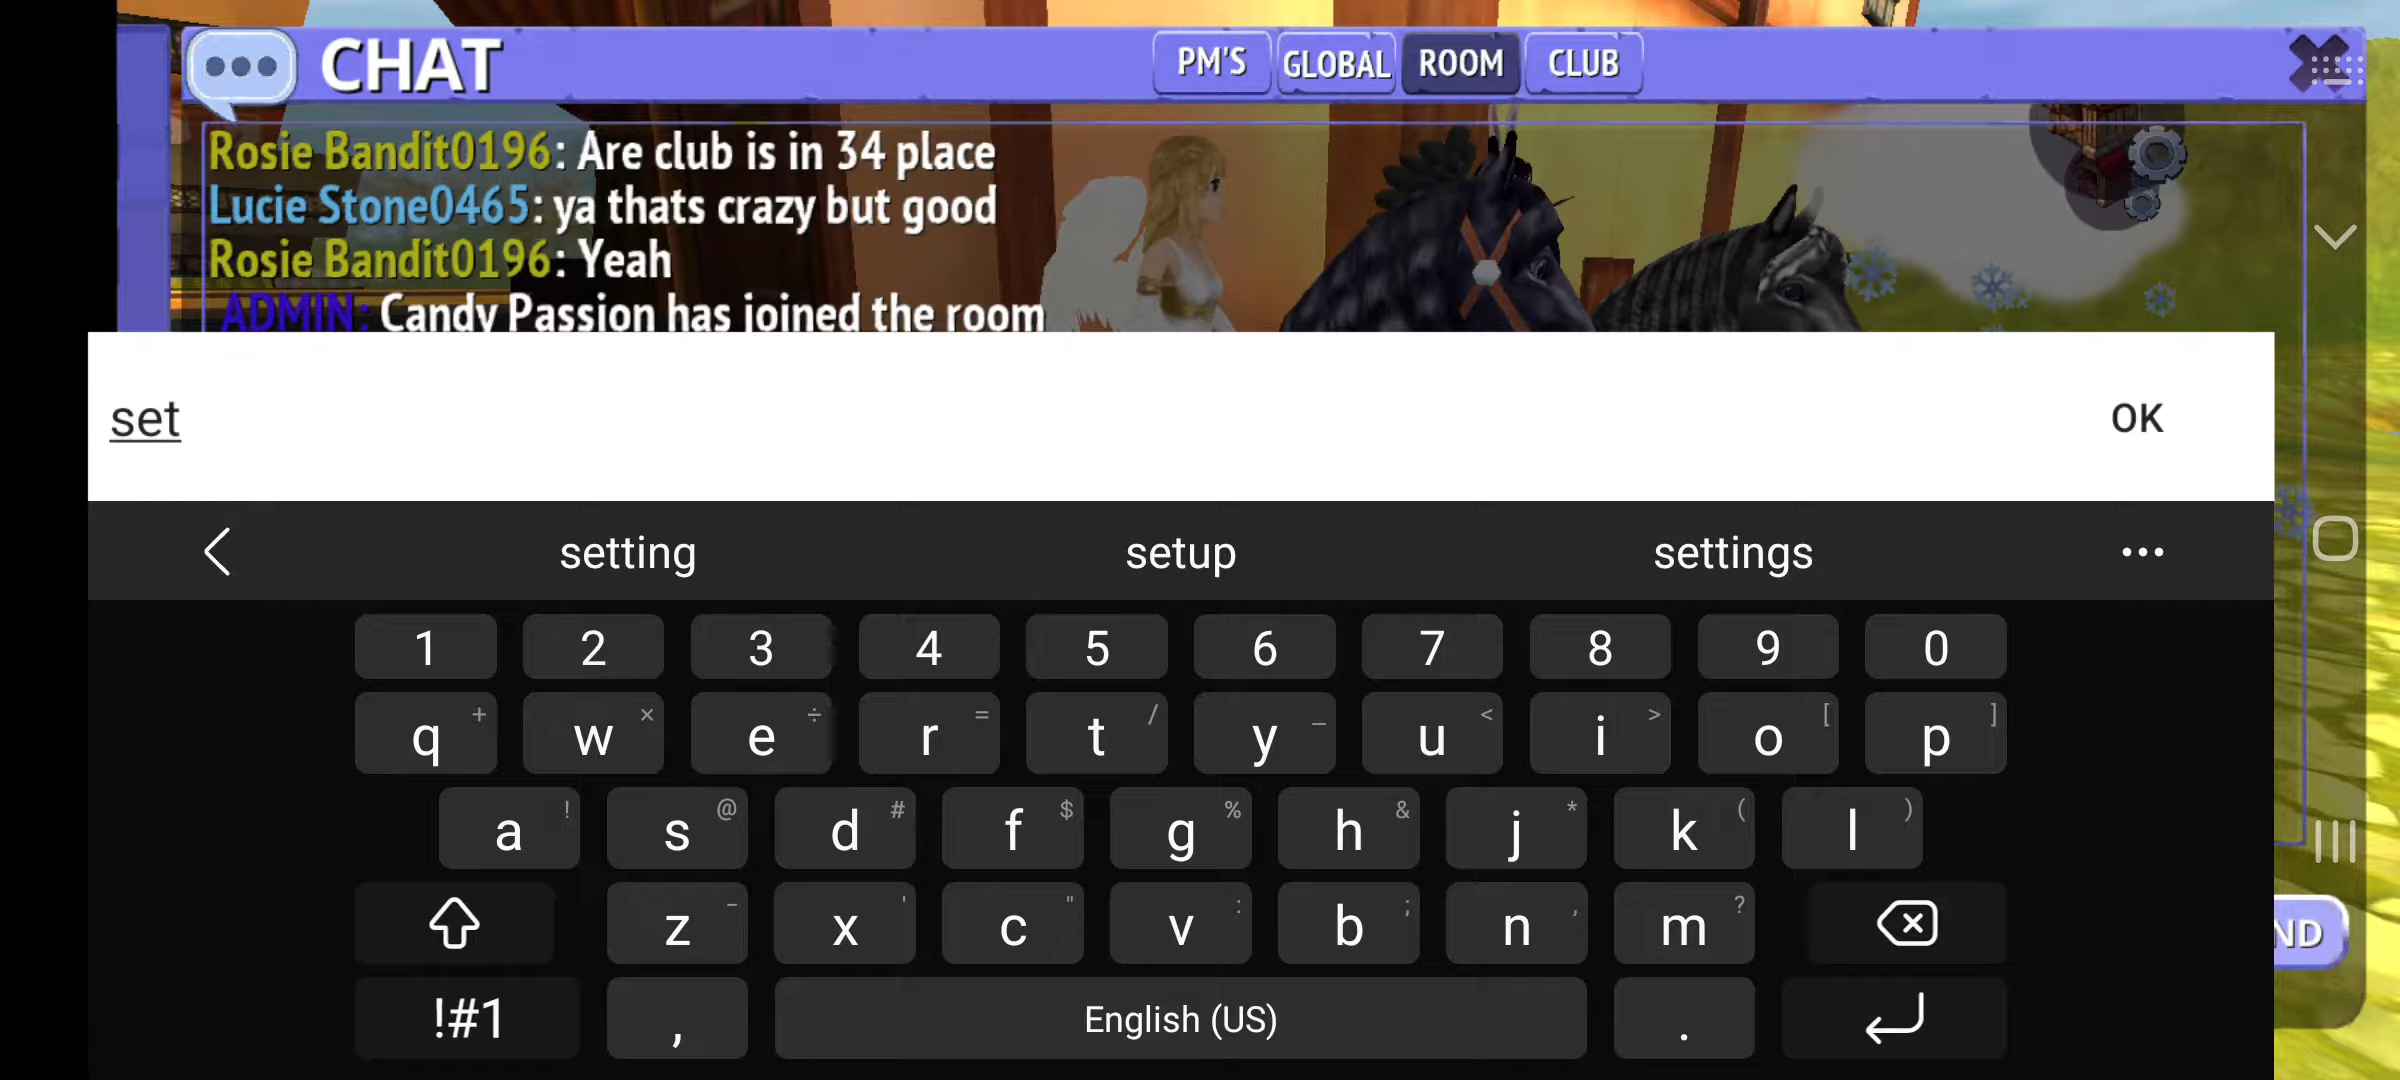 CHAT
PM'S GLOBAL ROOM CLUB
Rosie Bandit0196: Are club is in 34 place
Lucie Stone0465: ya thats crazy but good
Rosie Bandit0196: Yeah
ADMIN: Candy Passion has joined the room
set
OK
setting setup settings
1 2 3 4 5 6 7 8 9 0
q + w × e ÷ r = t / y _ u < i > o [ p ]
a ! s @ d # f $ g % h & j * k ( l )
z - x ' c " v : b ; n , m ?
ND
!#1 , English (US) .